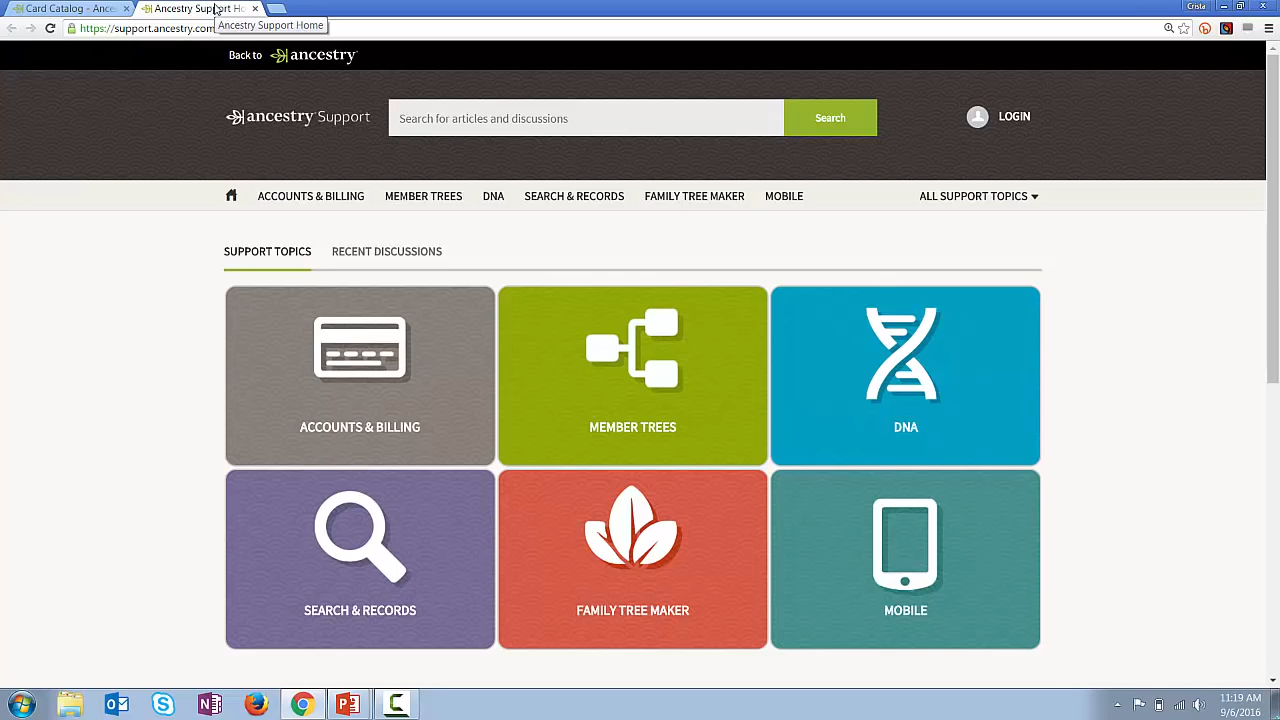 Card Catalog - Ances
Ancestry Support Ho
Crista
Ancestry Support Home
https://support.ancestry.com
Back to ancestry
ancestry Support
Search for articles and discussions
Search
LOGIN
ACCOUNTS & BILLING
MEMBER TREES
DNA
SEARCH & RECORDS
FAMILY TREE MAKER
MOBILE
ALL SUPPORT TOPICS
SUPPORT TOPICS
RECENT DISCUSSIONS
ACCOUNTS & BILLING
MEMBER TREES
DNA
SEARCH & RECORDS
FAMILY TREE MAKER
MOBILE
11:19 AM
9/6/2016